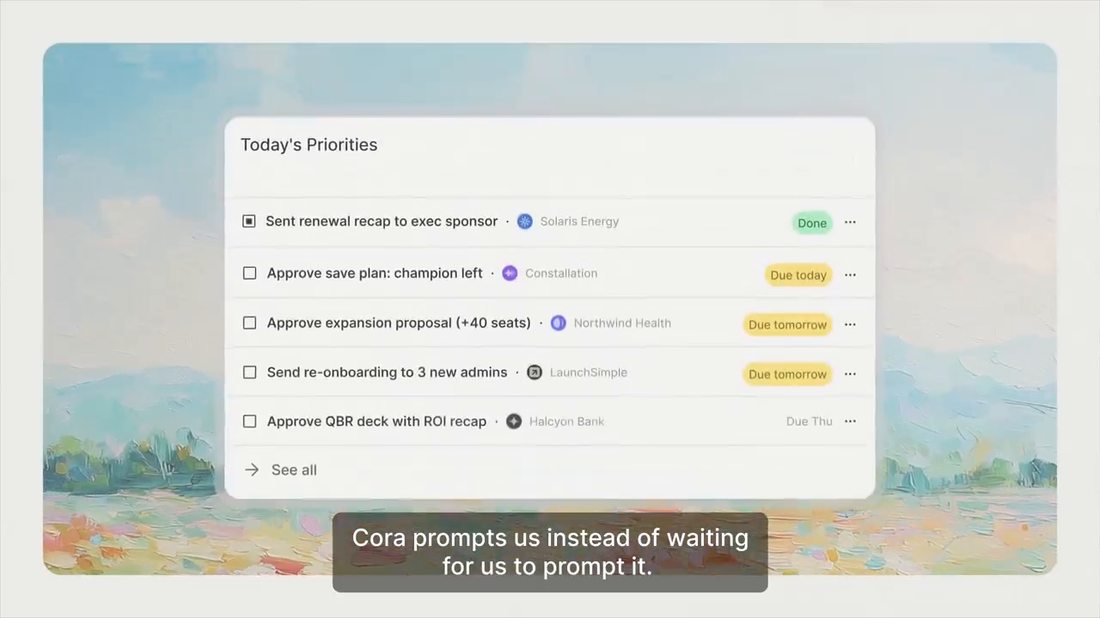 Today's Priorities
Sent renewal recap to exec sponsor · Solaris Energy Done ···
Approve save plan: champion left · Constallation Due today ···
Approve expansion proposal (+40 seats) · Northwind Health Due tomorrow ···
Send re-onboarding to 3 new admins · LaunchSimple Due tomorrow ···
Approve QBR deck with ROI recap · Halcyon Bank Due Thu ···
→ See all
Cora prompts us instead of waiting
for us to prompt it.